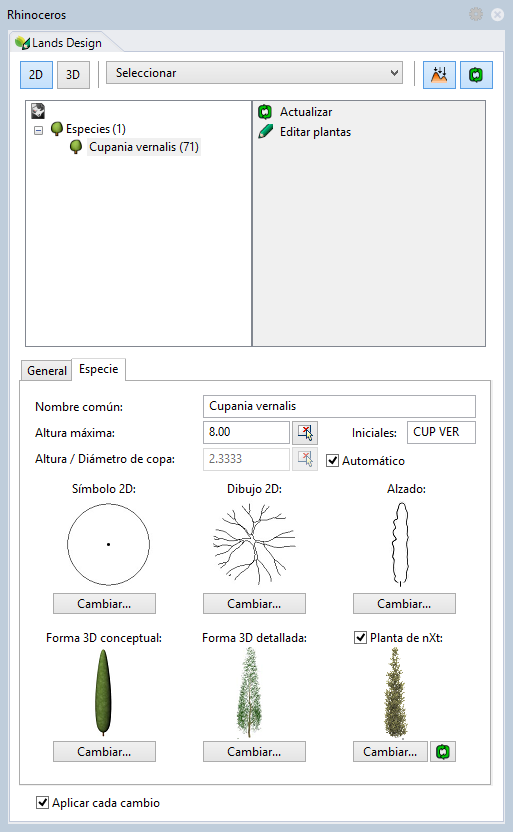 Rhinoceros
Lands Design
2D 3D Seleccionar
Especies (1)
Cupania vernalis (71)
Actualizar
Editar plantas
General Especie
Nombre común: Cupania vernalis
Altura máxima: 8.00 Iniciales: CUP VER
Altura / Diámetro de copa: 2.3333 Automático
Símbolo 2D: Dibujo 2D: Alzado:
Cambiar... Cambiar... Cambiar...
Forma 3D conceptual: Forma 3D detallada: Planta de nXt:
Cambiar... Cambiar... Cambiar...
Aplicar cada cambio